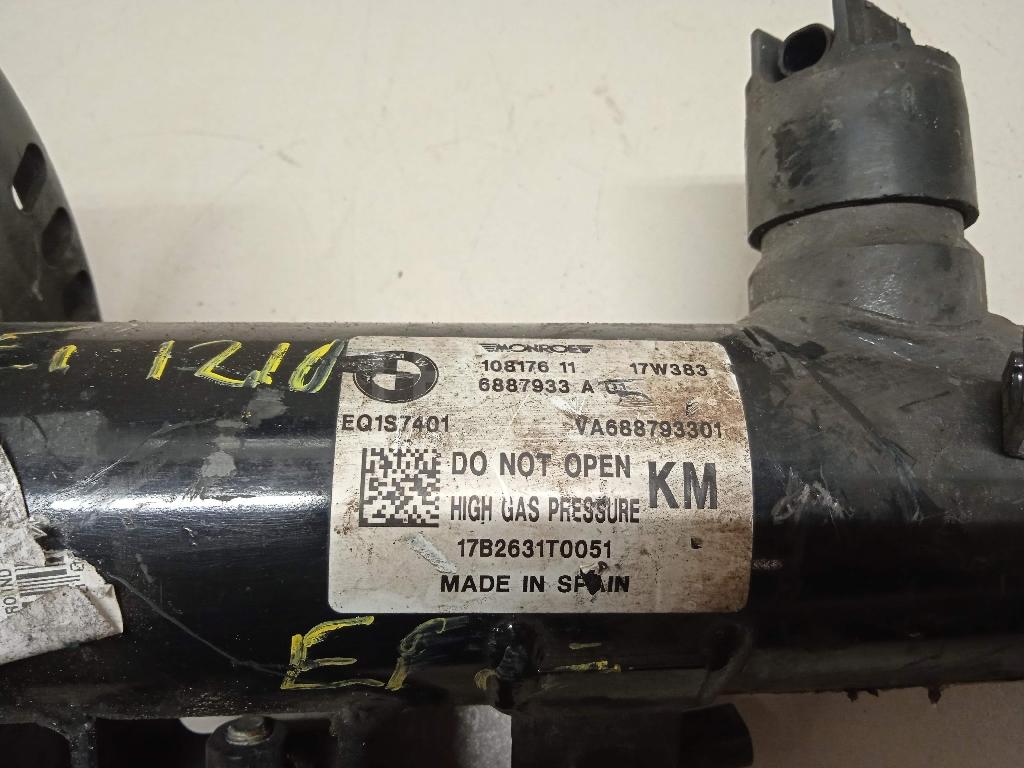 1210
MONROE
108176 11 17W383
6887933 A
EQ1S7401 VA688793301
DO NOT OPEN KM
HIGH GAS PRESSURE
17B2631T0051
MADE IN SPAIN